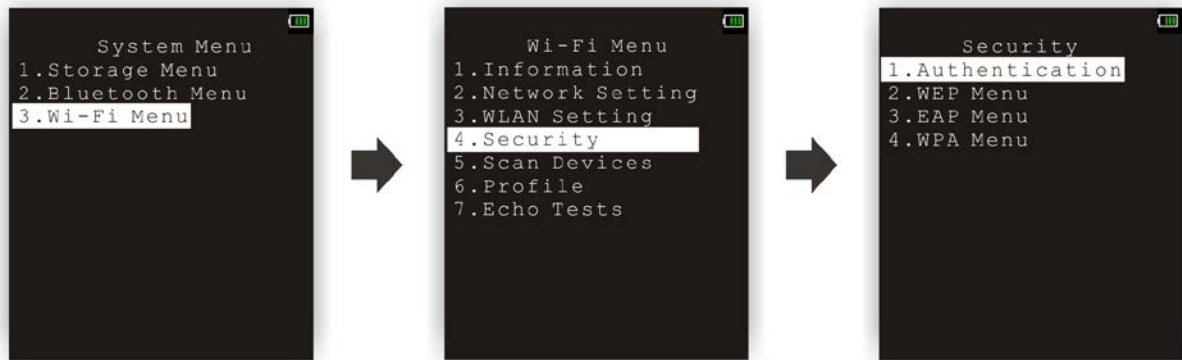 System Menu
1.Storage Menu
2.Bluetooth Menu
3.Wi-Fi Menu
Wi-Fi Menu
1.Information
2.Network Setting
3.WLAN Setting
4.Security
5.Scan Devices
6.Profile
7.Echo Tests
Security
1.Authentication
2.WEP Menu
3.EAP Menu
4.WPA Menu